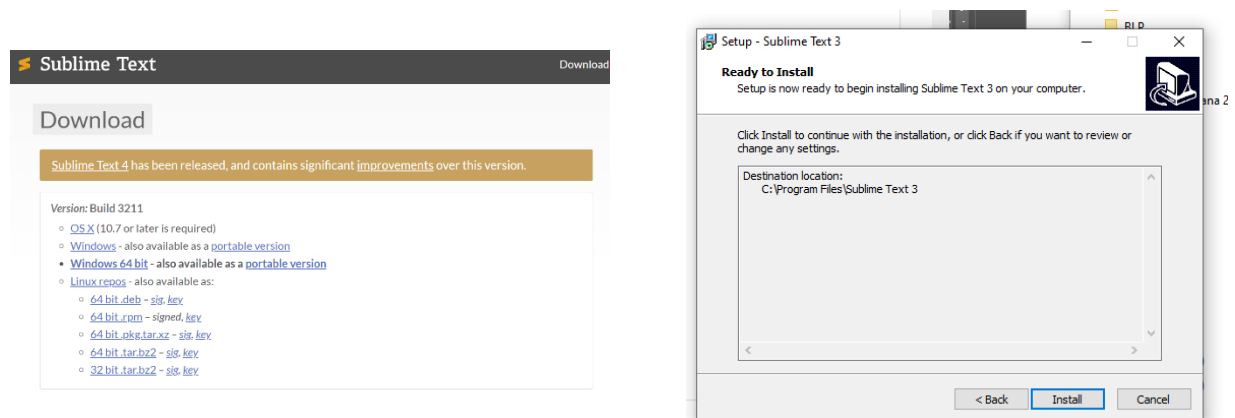 Sublime Text
Download
Download
Sublime Text 4 has been released, and contains significant improvements over this version.
Version: Build 3211
OS X (10.7 or later is required)
Windows - also available as a portable version
Windows 64 bit - also available as a portable version
Linux repos - also available as:
64 bit .deb – sig, key
64 bit .rpm – signed, key
64 bit .pkg.tar.xz – sig, key
64 bit .tar.bz2 – sig, key
32 bit .tar.bz2 – sig, key
Setup - Sublime Text 3
Ready to Install
Setup is now ready to begin installing Sublime Text 3 on your computer.
Click Install to continue with the installation, or click Back if you want to review or
change any settings.
Destination location:
C:\Program Files\Sublime Text 3
< Back
Install
Cancel